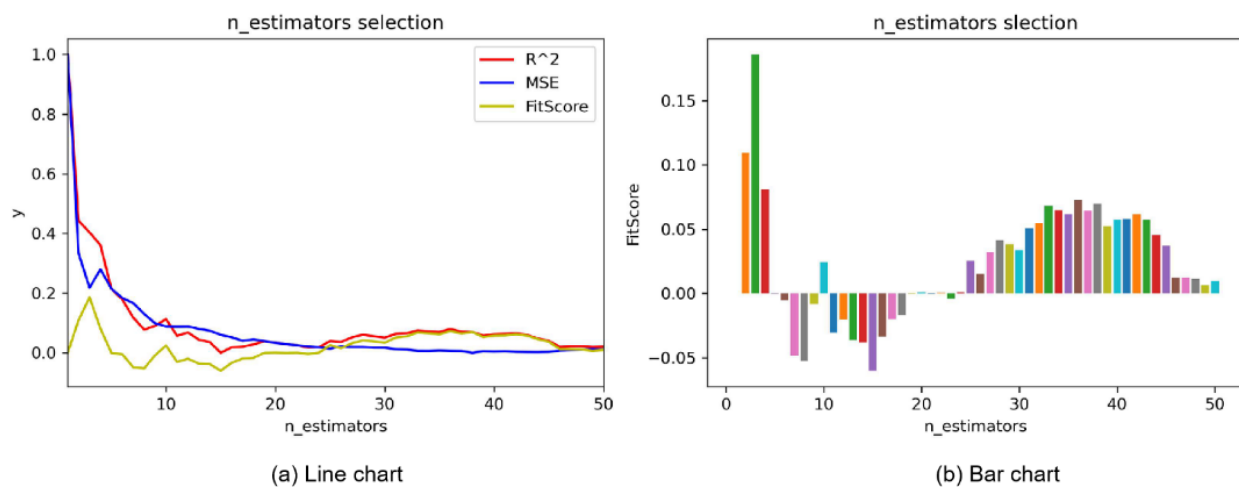 n_estimators selection
1.0
0.8
0.6
0.4
0.2
0.0
y
R^2
MSE
FitScore
10
20
30
40
50
n_estimators
(a) Line chart
n_estimators slection
0.15
0.10
0.05
0.00
−0.05
FitScore
0
10
20
30
40
50
n_estimators
(b) Bar chart